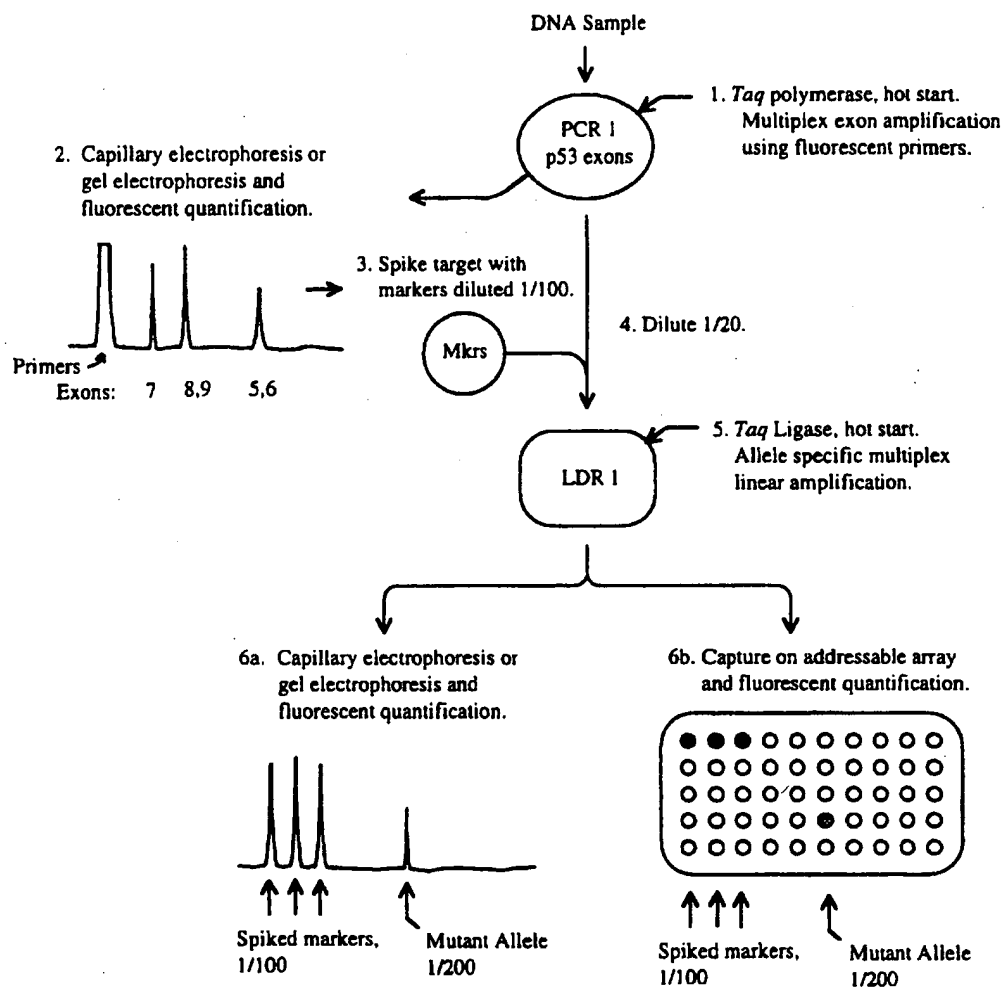 DNA Sample
PCR 1
p53 exons
1. Taq polymerase, hot start.
Multiplex exon amplification
using fluorescent primers.
2. Capillary electrophoresis or
gel electrophoresis and
fluorescent quantification.
Primers
Exons: 7 8,9 5,6
3. Spike target with
markers diluted 1/100.
Mkrs
4. Dilute 1/20.
5. Taq Ligase, hot start.
Allele specific multiplex
linear amplification.
LDR 1
6a. Capillary electrophoresis or
gel electrophoresis and
fluorescent quantification.
Spiked markers,
1/100
Mutant Allele
1/200
6b. Capture on addressable array
and fluorescent quantification.
Spiked markers,
1/100
Mutant Allele
1/200